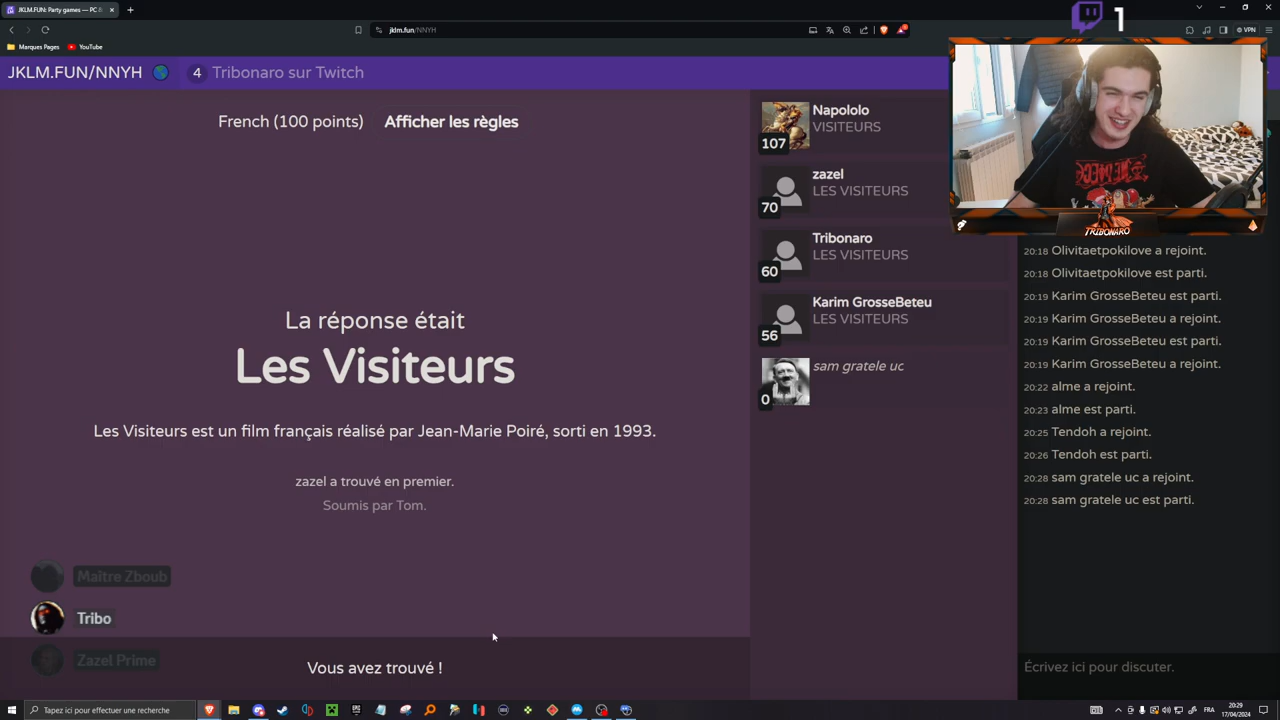 JKLM.FUN: Party games — PC &
jklm.fun/NNYH
VPN
1
Marques Pages
YouTube
JKLM.FUN/NNYH
4
Tribonaro sur Twitch
French (100 points)
Afficher les règles
La réponse était
Les Visiteurs
Les Visiteurs est un film français réalisé par Jean-Marie Poiré, sorti en 1993.
zazel a trouvé en premier.
Soumis par Tom.
Maître Zboub
Tribo
Zazel Prime
Vous avez trouvé !
Napololo
VISITEURS
107
zazel
LES VISITEURS
70
Tribonaro
LES VISITEURS
60
Karim GrosseBeteu
LES VISITEURS
56
sam gratele uc
0
TRIBONARO
20:18 Olivitaetpokilove a rejoint.
20:18 Olivitaetpokilove est parti.
20:19 Karim GrosseBeteu est parti.
20:19 Karim GrosseBeteu a rejoint.
20:19 Karim GrosseBeteu est parti.
20:19 Karim GrosseBeteu a rejoint.
20:22 alme a rejoint.
20:23 alme est parti.
20:25 Tendoh a rejoint.
20:26 Tendoh est parti.
20:28 sam gratele uc a rejoint.
20:28 sam gratele uc est parti.
Écrivez ici pour discuter.
Tapez ici pour effectuer une recherche
FRA
20:29
17/04/2024